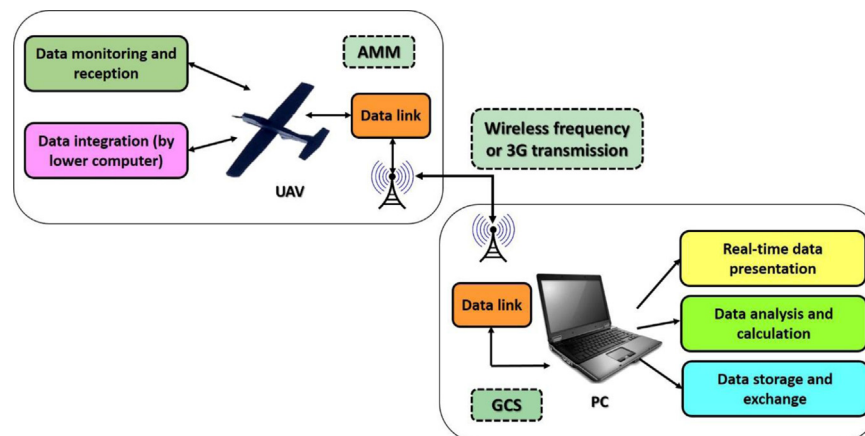 Data monitoring and
reception
AMM
Data link
Data integration (by
lower computer)
UAV
Wireless frequency
or 3G transmission
Real-time data
presentation
Data link
Data analysis and
calculation
Data storage and
exchange
GCS
PC